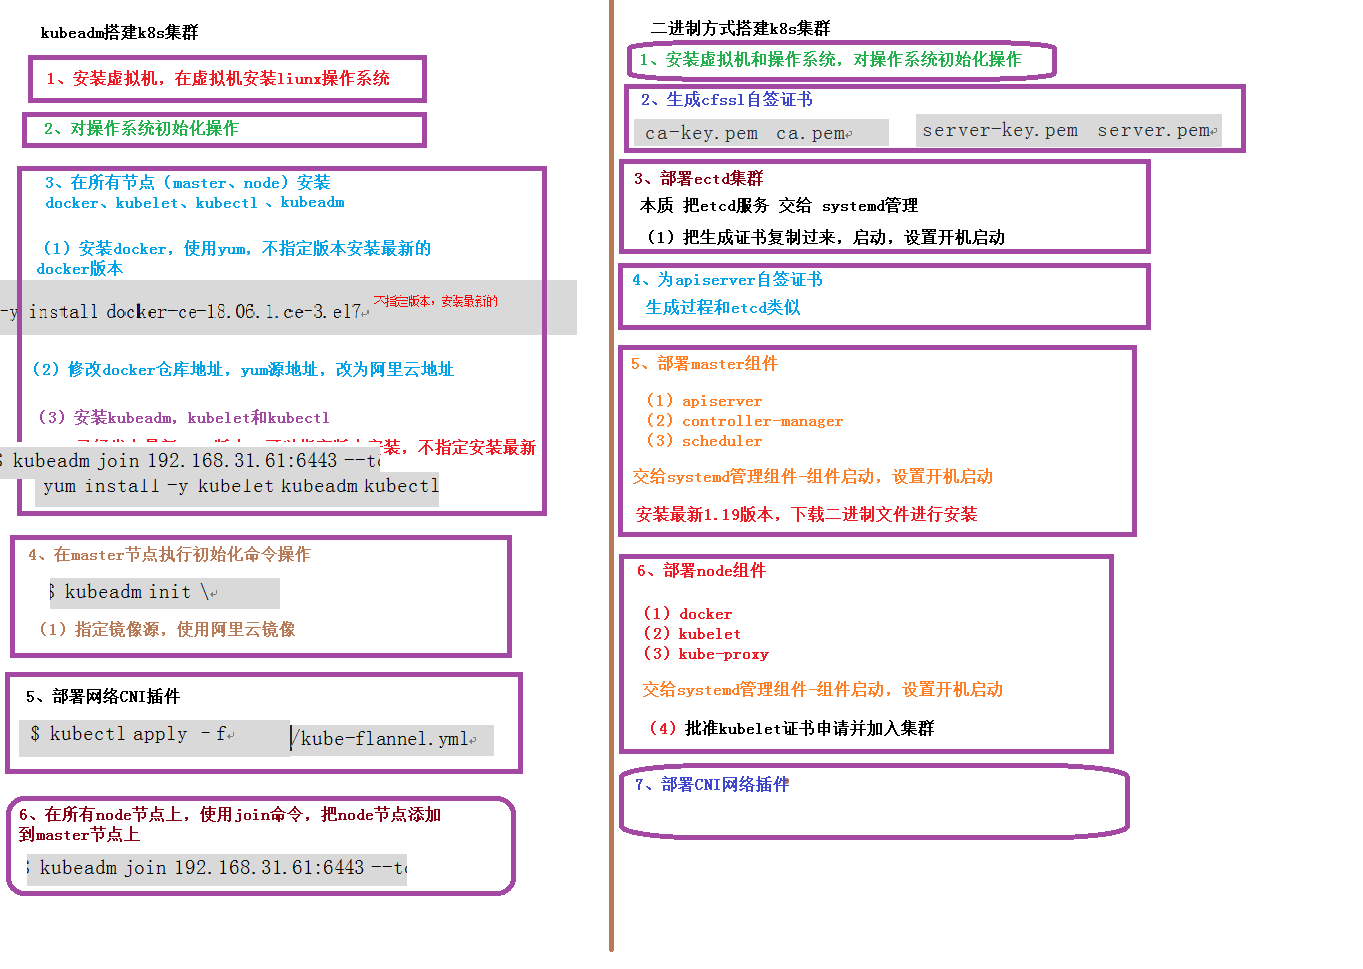 kubeadm搭建k8s集群
1、安装虚拟机，在虚拟机安装liunx操作系统
2、对操作系统初始化操作
3、在所有节点（master、node）安装
docker、kubelet、kubectl 、kubeadm
（1）安装docker，使用yum，不指定版本安装最新的
docker版本
-y install docker-ce-18.06.1.ce-3.el7
不指定版本，安装最新的
（2）修改docker仓库地址，yum源地址，改为阿里云地址
（3）安装kubeadm，kubelet和kubectl
安装，不指定安装最新
$ kubeadm join 192.168.31.61:6443 --to
yum install -y kubelet kubeadm kubectl
4、在master节点执行初始化命令操作
$ kubeadm init \
（1）指定镜像源，使用阿里云镜像
5、部署网络CNI插件
$ kubectl apply -f
/kube-flannel.yml
6、在所有node节点上，使用join命令，把node节点添加
到master节点上
$ kubeadm join 192.168.31.61:6443 --to
二进制方式搭建k8s集群
1、安装虚拟机和操作系统，对操作系统初始化操作
2、生成cfssl自签证书
ca-key.pem ca.pem
server-key.pem server.pem
3、部署ectd集群
本质 把etcd服务 交给 systemd管理
（1）把生成证书复制过来，启动，设置开机启动
4、为apiserver自签证书
生成过程和etcd类似
5、部署master组件
（1）apiserver
（2）controller-manager
（3）scheduler
交给systemd管理组件-组件启动，设置开机启动
安装最新1.19版本，下载二进制文件进行安装
6、部署node组件
（1）docker
（2）kubelet
（3）kube-proxy
交给systemd管理组件-组件启动，设置开机启动
（4）批准kubelet证书申请并加入集群
7、部署CNI网络插件